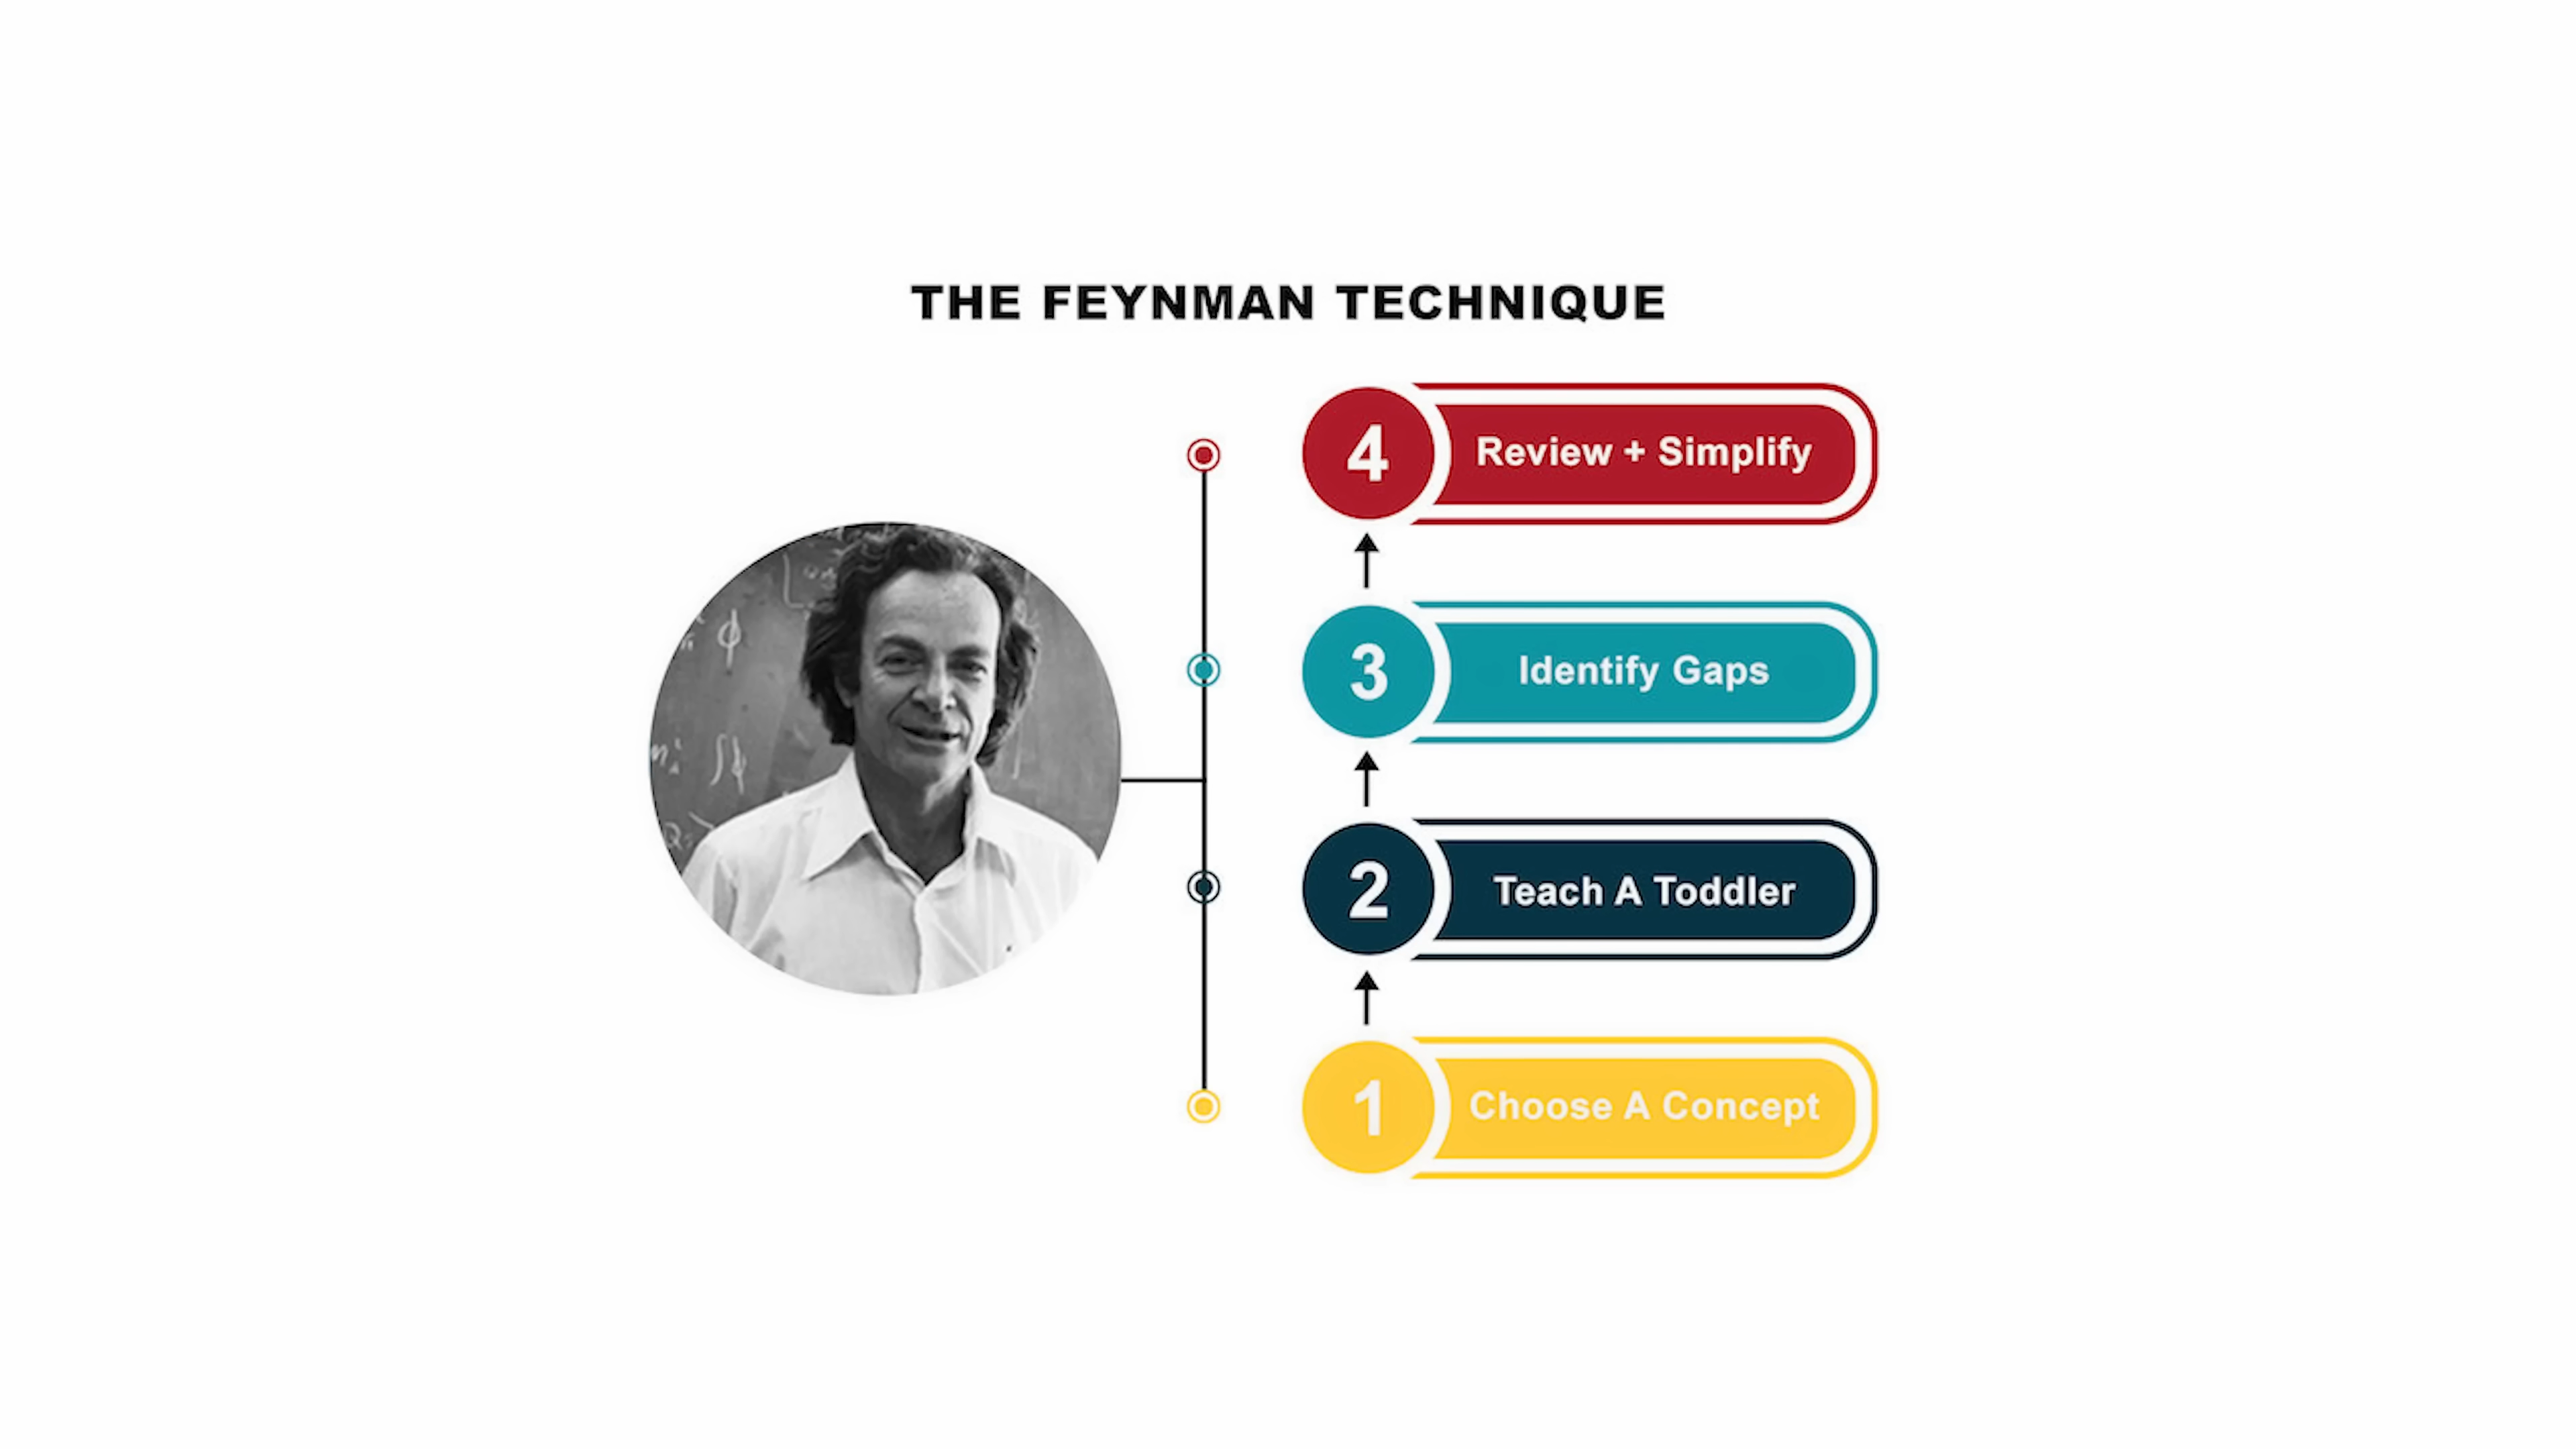 THE FEYNMAN TECHNIQUE
4 Review + Simplify
3 Identify Gaps
2 Teach A Toddler
1 Choose A Concept